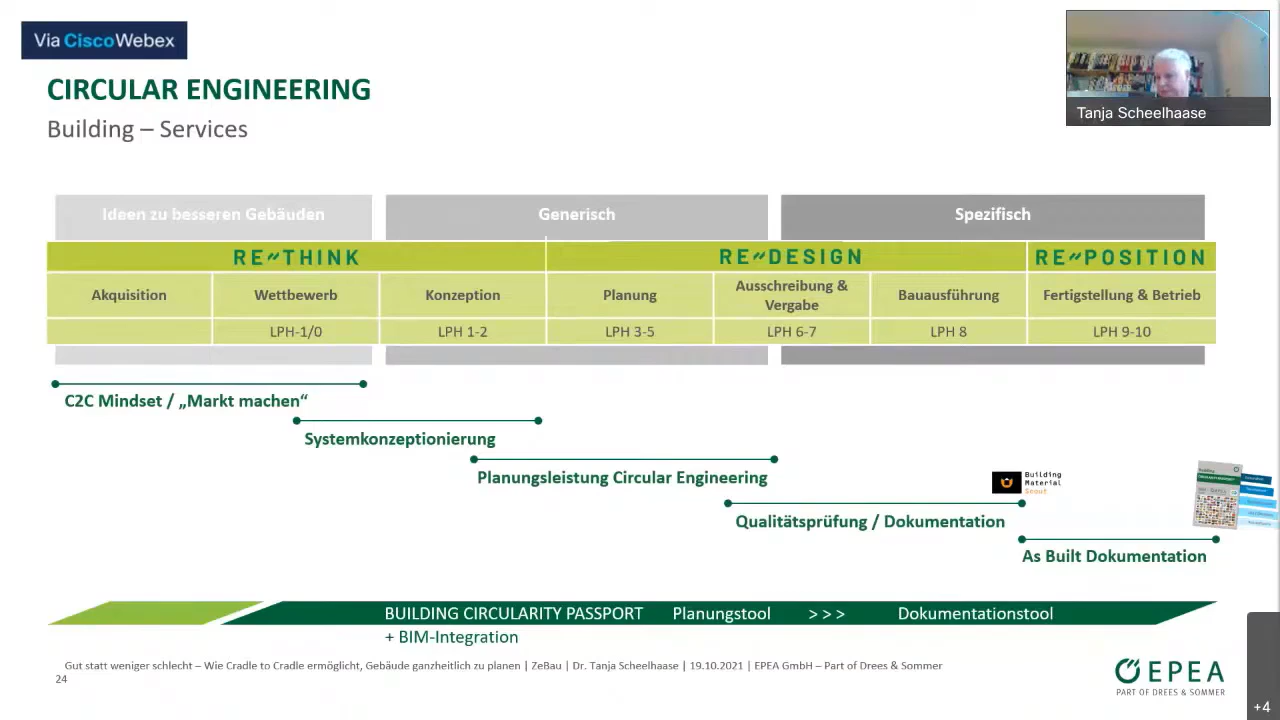 Via Cisco Webex
CIRCULAR ENGINEERING
Building – Services
Tanja Scheelhaase
Ideen zu besseren Gebäuden
Generisch
Spezifisch
RE~THINK
RE~DESIGN
RE~POSITION
Akquisition
Wettbewerb
Konzeption
Planung
Ausschreibung &
Vergabe
Bauausführung
Fertigstellung & Betrieb
LPH-1/0
LPH 1-2
LPH 3-5
LPH 6-7
LPH 8
LPH 9-10
C2C Mindset / „Markt machen“
Systemkonzeptionierung
Planungsleistung Circular Engineering
Building
Material
Scout
Qualitätsprüfung / Dokumentation
As Built Dokumentation
BUILDING CIRCULARITY PASSPORT Planungstool > > > Dokumentationstool
+ BIM-Integration
Gut statt weniger schlecht – Wie Cradle to Cradle ermöglicht, Gebäude ganzheitlich zu planen | ZeBau | Dr. Tanja Scheelhaase | 19.10.2021 | EPEA GmbH – Part of Drees & Sommer
24
EPEA
PART OF DREES & SOMMER
+4